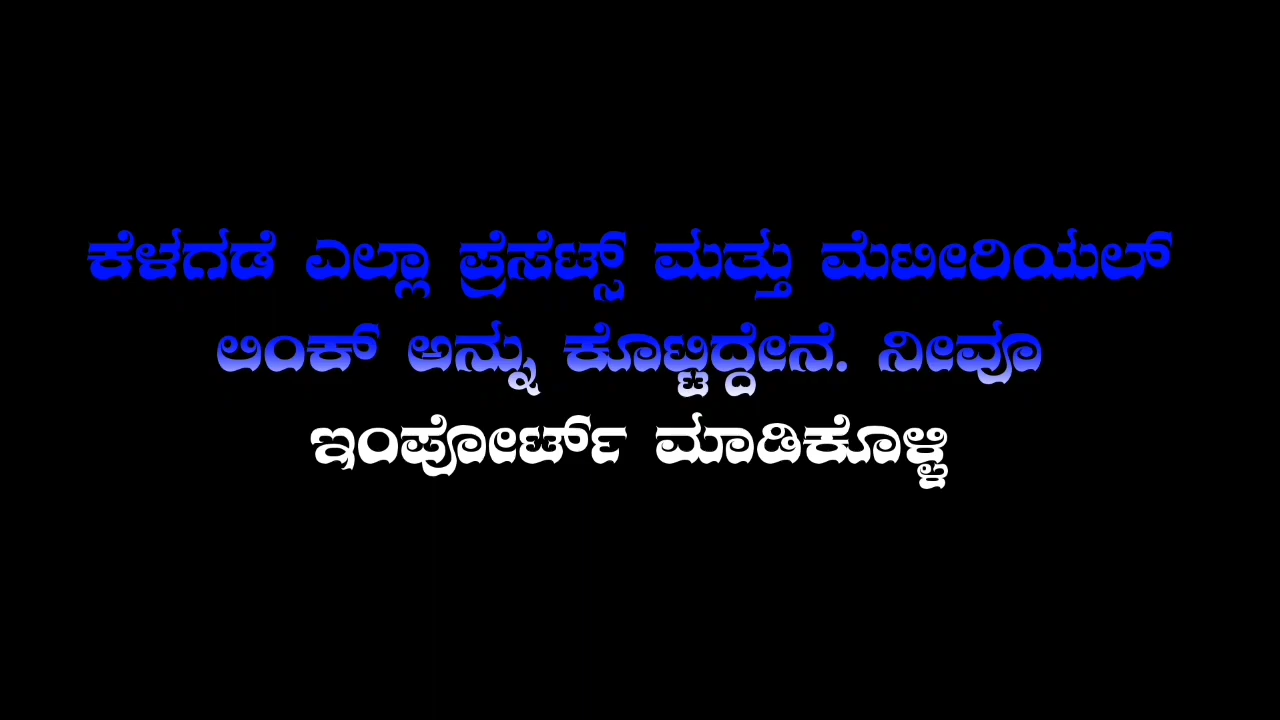 ಕೆಳಗಡೆ ಎಲ್ಲಾ ಪ್ರೆಸೆಟ್ಸ್ ಮತ್ತು ಮೆಟೀರಿಯಲ್
ಲಿಂಕ್ ಅನ್ನು ಕೊಟ್ಟಿದ್ದೇನೆ. ನೀವೂ
ಇಂಪೋರ್ಟ್ ಮಾಡಿಕೊಳ್ಳಿ